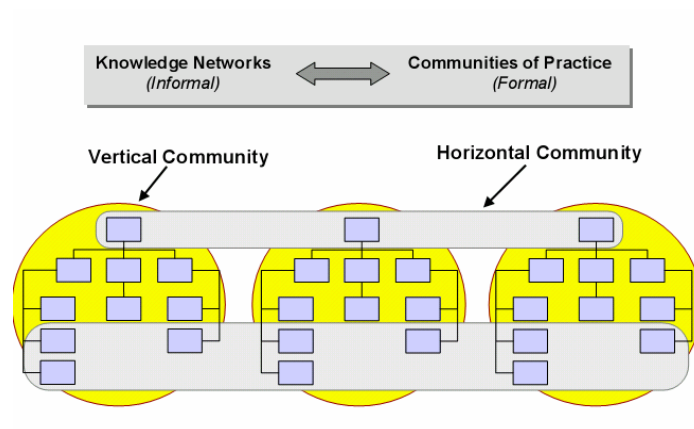 Knowledge Networks
(Informal)
Communities of Practice
(Formal)
Vertical Community
Horizontal Community